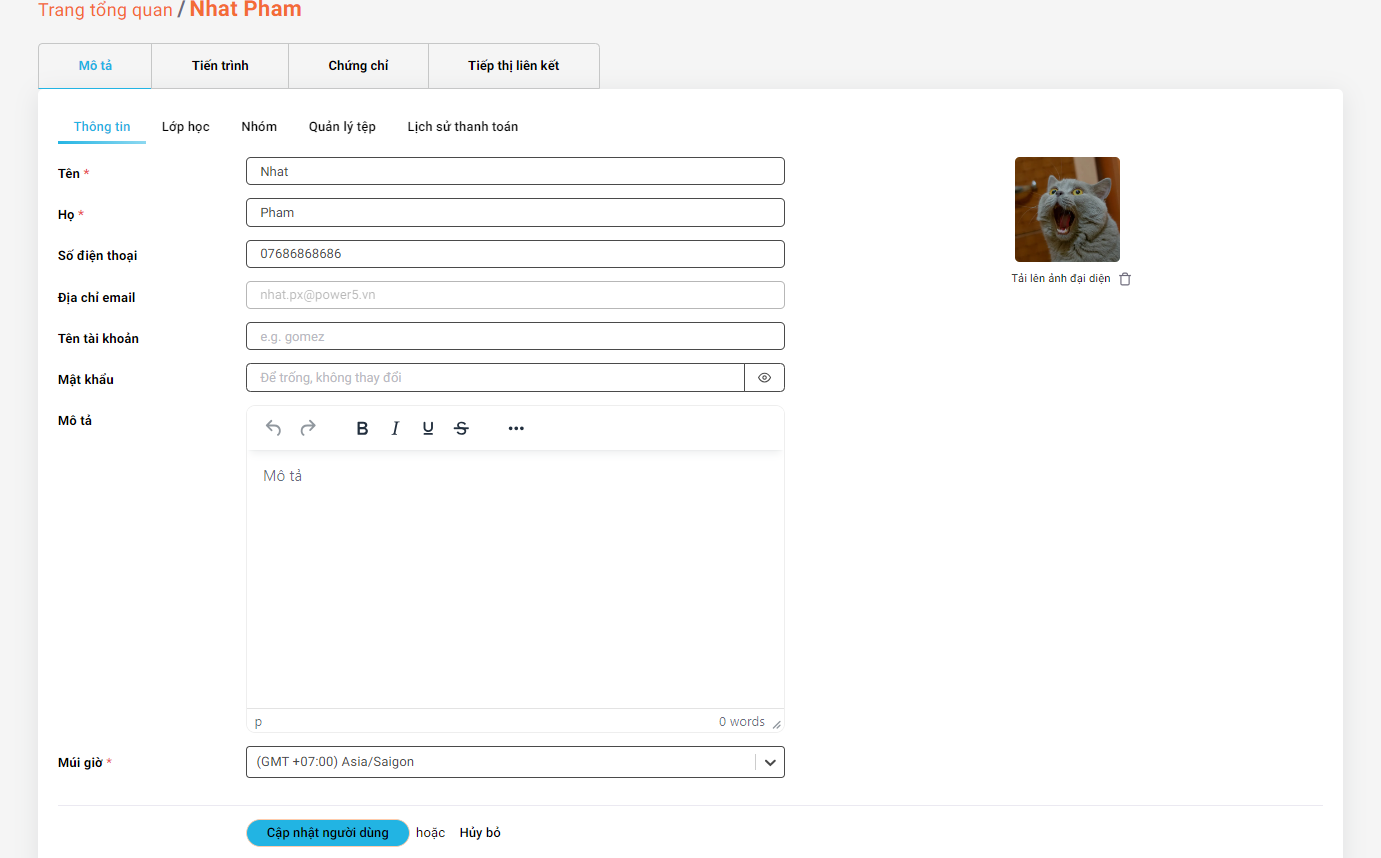 Trang tổng quan / Nhat Pham
Mô tả Tiến trình Chứng chỉ Tiếp thị liên kết
Thông tin Lớp học Nhóm Quản lý tệp Lịch sử thanh toán
Tên * Nhat
Họ * Pham
Số điện thoại 07686868686
Tải lên ảnh đại diện
Địa chỉ email nhat.px@power5.vn
Tên tài khoản e.g. gomez
Mật khẩu Để trống, không thay đổi
Mô tả
B I U S ...
Mô tả
p 0 words
Múi giờ * (GMT +07:00) Asia/Saigon
Cập nhật người dùng hoặc Hủy bỏ